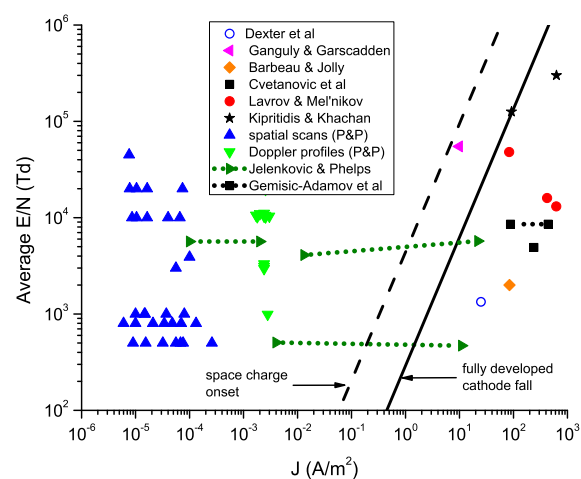 10^6
10^5
10^4
10^3
10^2
Average E/N (Td)
Dexter et al
Ganguly & Garscadden
Barbeau & Jolly
Cvetanovic et al
Lavrov & Mel'nikov
Kipritidis & Khachan
spatial scans (P&P)
Doppler profiles (P&P)
Jelenkovic & Phelps
Gemisic-Adamov et al
space charge
onset
fully developed
cathode fall
10^-6 10^-5 10^-4 10^-3 10^-2 10^-1 10^0 10^1 10^2 10^3
J (A/m^2)